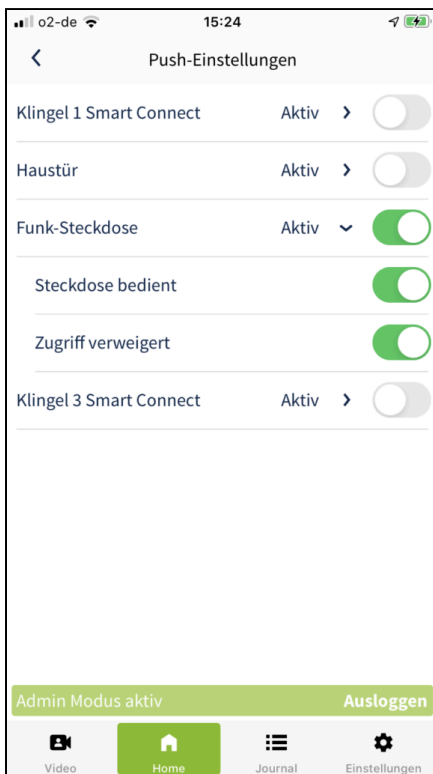 o2-de 15:24
Push-Einstellungen
Klingel 1 Smart Connect Aktiv
Haustür Aktiv
Funk-Steckdose Aktiv
Steckdose bedient
Zugriff verweigert
Klingel 3 Smart Connect Aktiv
Admin Modus aktiv Ausloggen
Video Home Journal Einstellungen